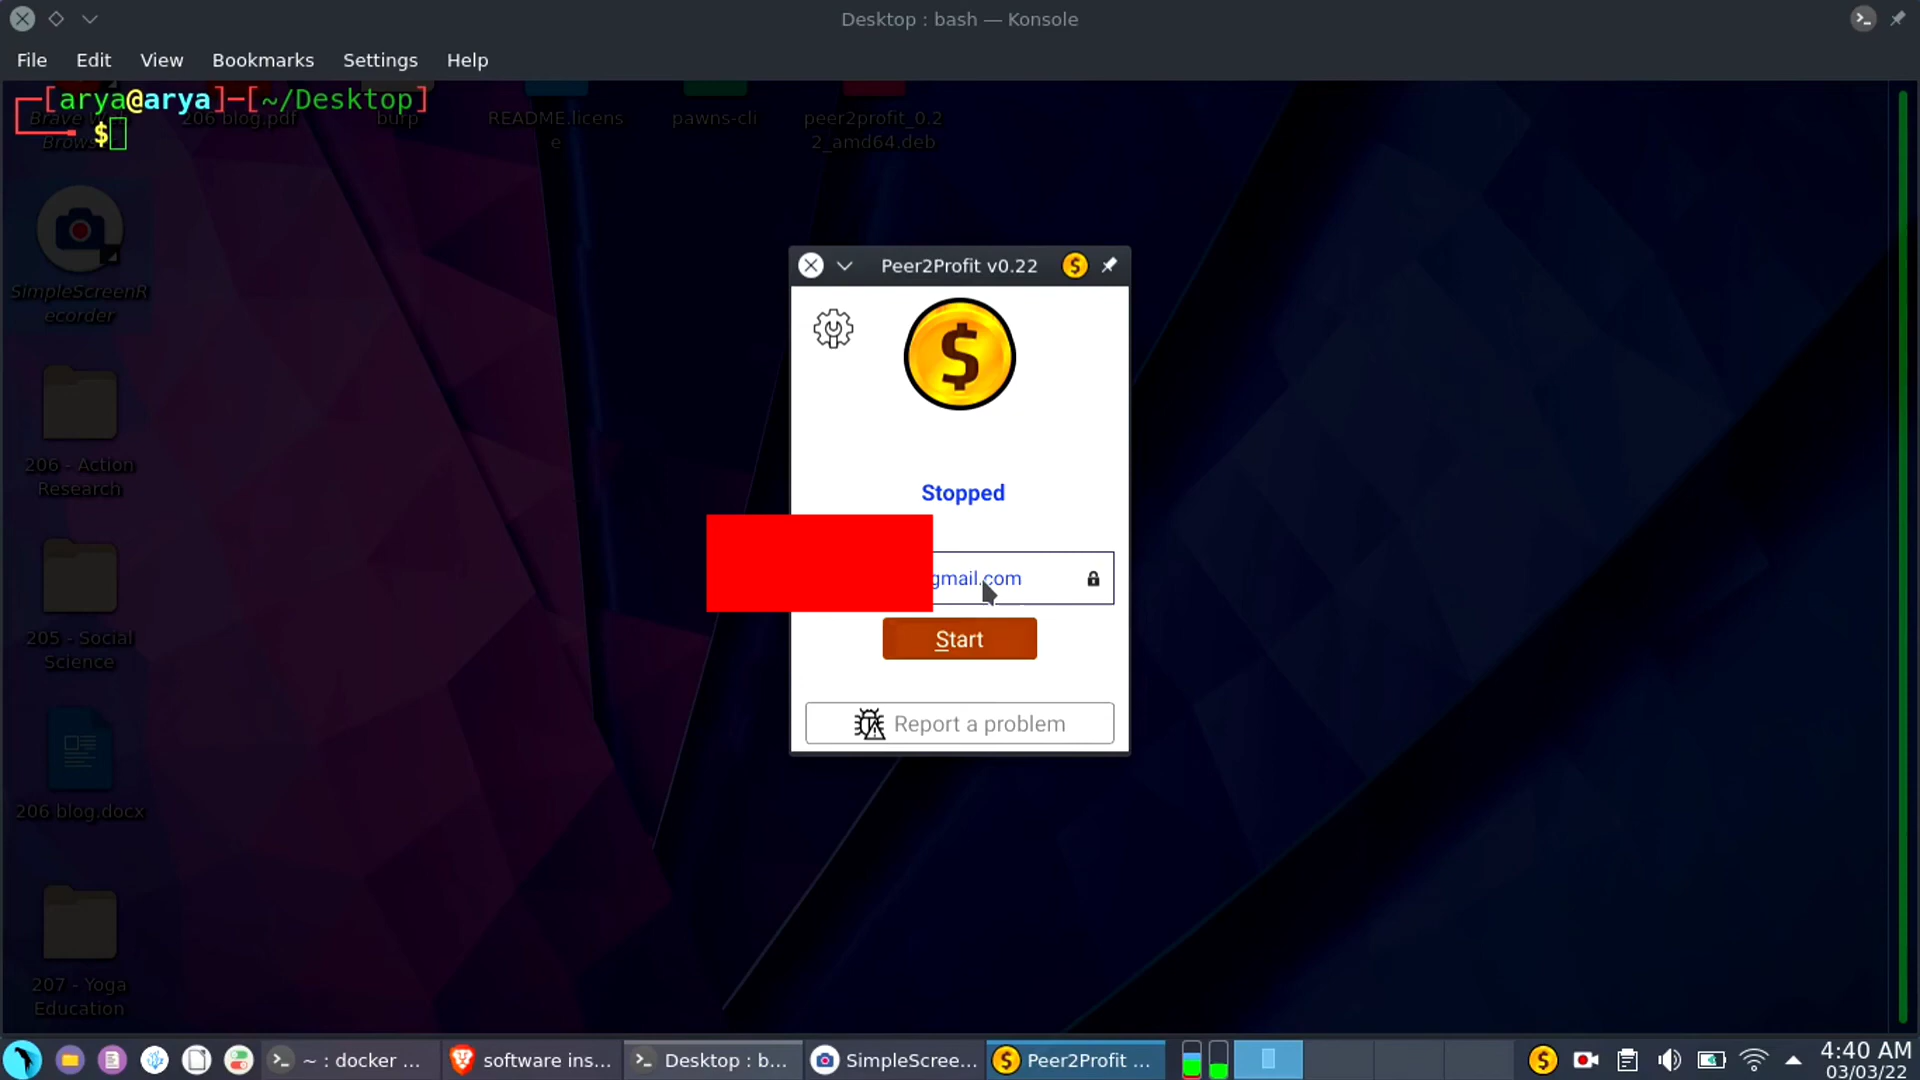 Desktop : bash — Konsole
File Edit View Bookmarks Settings Help
┌─[arya@arya]─[~/Desktop]
└──╼ $
206 blog.pdf
burp
README.licens
e
pawns-cli
peer2profit_0.2
2_amd64.deb
Brave W
Brows
SimpleScreenR
ecorder
206 - Action
Research
205 - Social
Science
206 blog.docx
207 - Yoga
Education
Peer2Profit v0.22
$
$
Stopped
gmail.com
Start
Report a problem
~ : docker ...
software ins...
Desktop : b...
SimpleScree...
Peer2Profit ...
4:40 AM
03/03/22